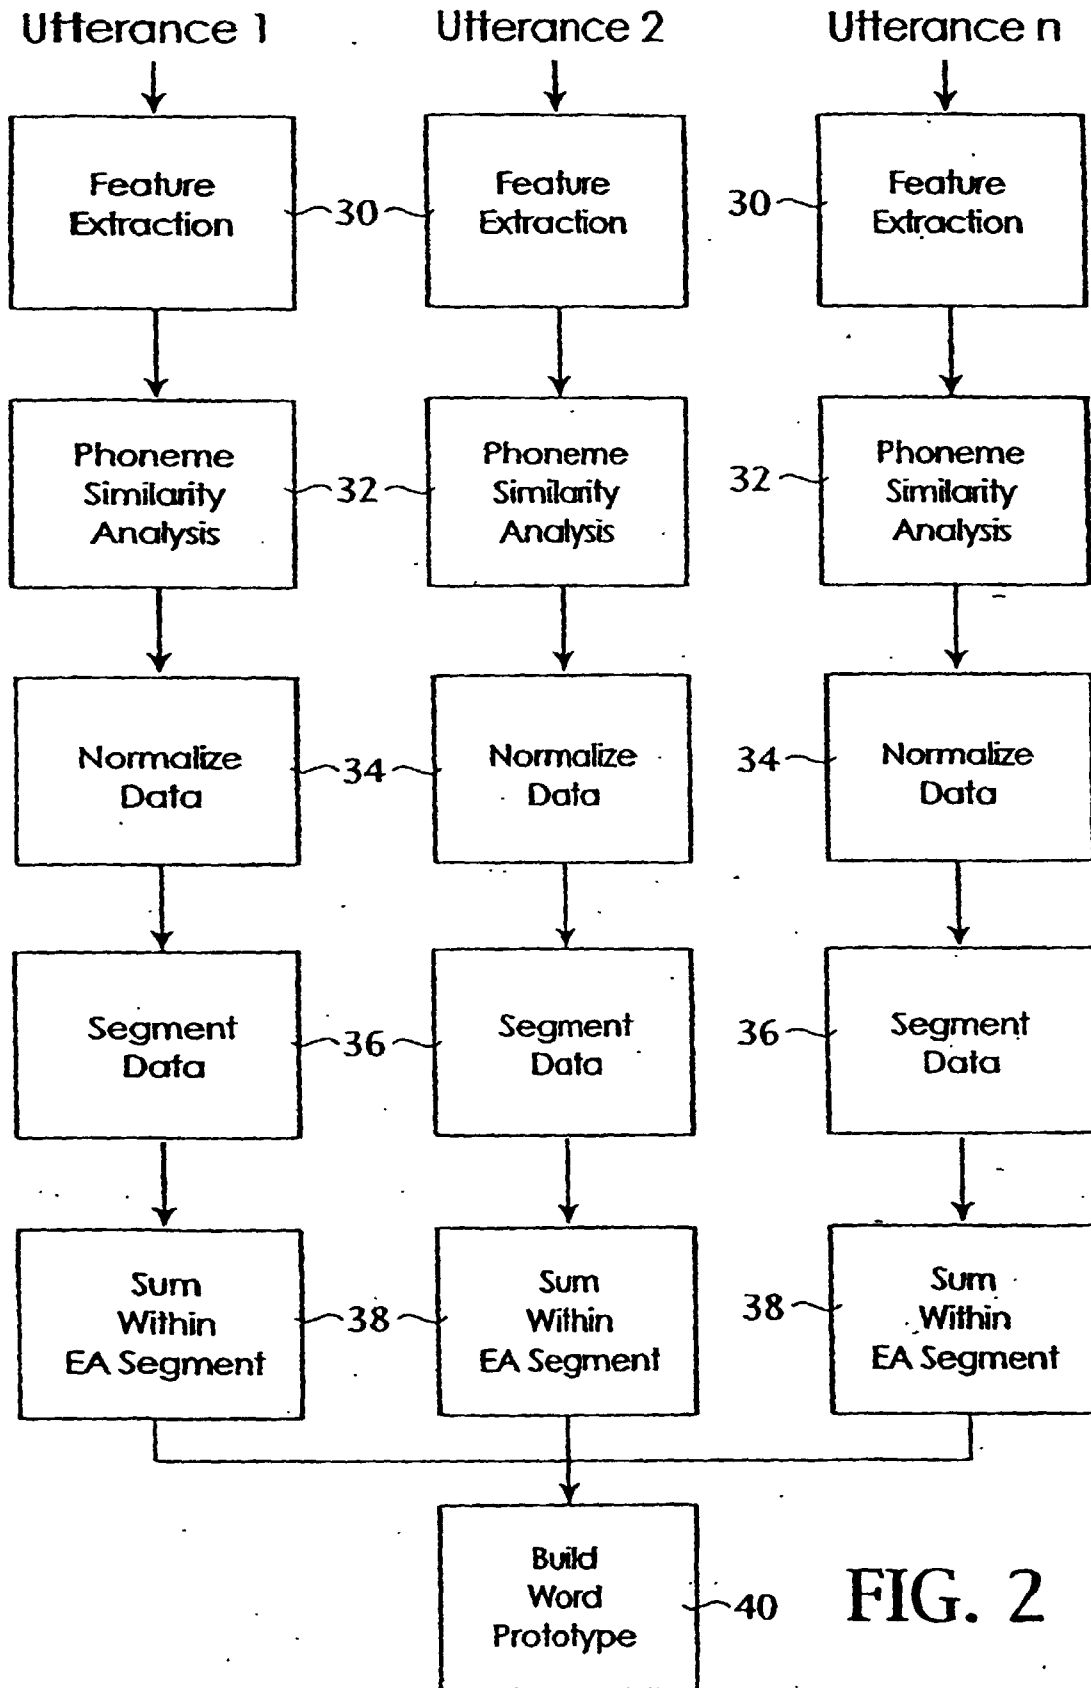 Utterance 1
Utterance 2
Utterance n
Feature
Extraction
30
Feature
Extraction
30
Feature
Extraction
Phoneme
Similarity
Analysis
32
Phoneme
Similarity
Analysis
32
Phoneme
Similarity
Analysis
Normalize
Data
34
Normalize
Data
34
Normalize
Data
Segment
Data
36
Segment
Data
36
Segment
Data
Sum
Within
EA Segment
38
Sum
Within
EA Segment
38
Sum
Within
EA Segment
Build
Word
Prototype
40
FIG. 2